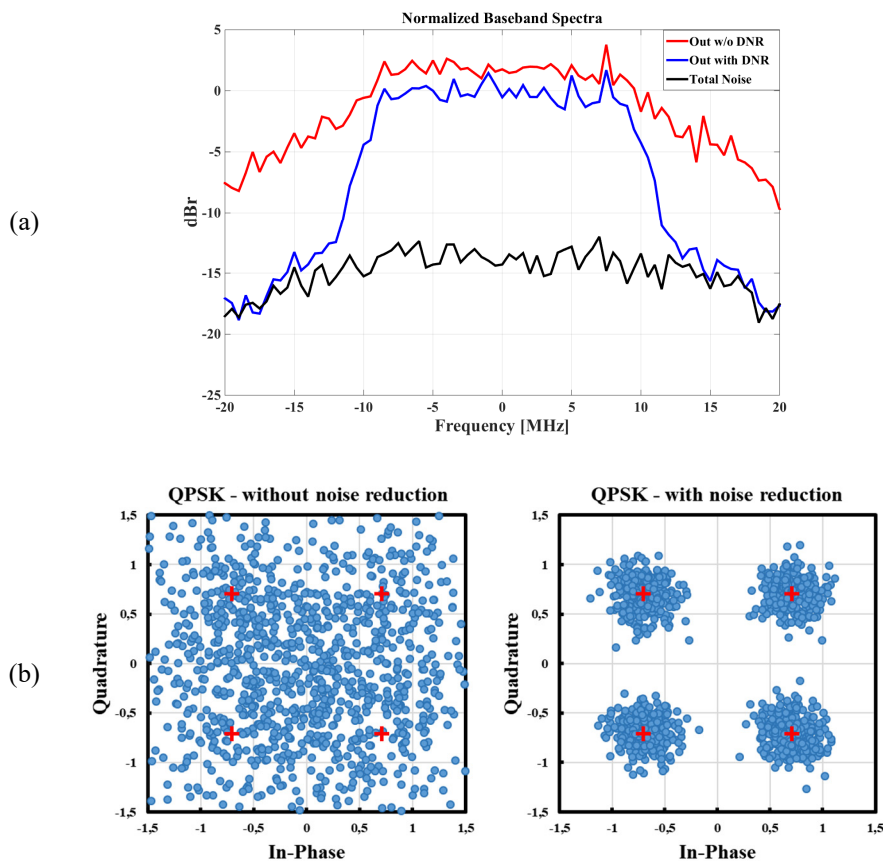 Normalized Baseband Spectra
5
0
-5
-10
-15
-20
-25
dBr
Out w/o DNR
Out with DNR
Total Noise
-20 -15 -10 -5 0 5 10 15 20
Frequency [MHz]
(a)
QPSK - without noise reduction
1,5
1
0,5
0
-0,5
-1
-1,5
Quadrature
-1,5 -1 -0,5 0 0,5 1 1,5
In-Phase
QPSK - with noise reduction
1,5
1
0,5
0
-0,5
-1
-1,5
Quadrature
-1,5 -1 -0,5 0 0,5 1 1,5
In-Phase
(b)